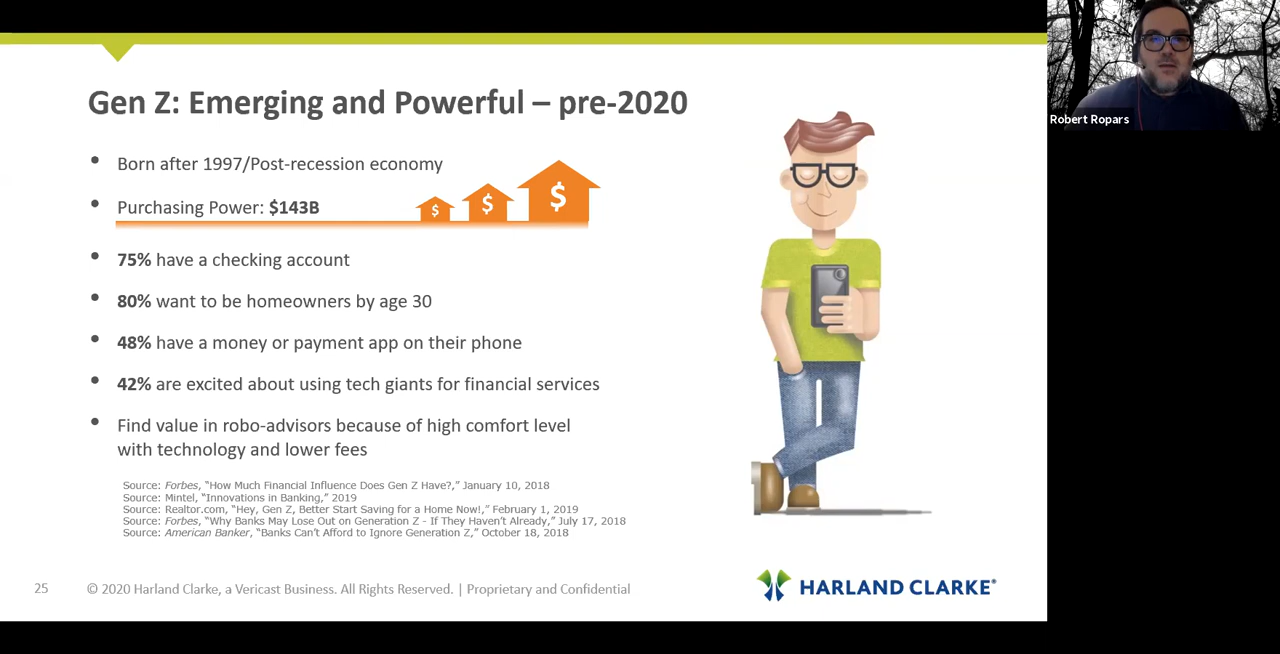 Gen Z: Emerging and Powerful – pre-2020
• Born after 1997/Post-recession economy
• Purchasing Power: $143B
$ $ $
• 75% have a checking account
• 80% want to be homeowners by age 30
• 48% have a money or payment app on their phone
• 42% are excited about using tech giants for financial services
• Find value in robo-advisors because of high comfort level
with technology and lower fees
Source: Forbes, “How Much Financial Influence Does Gen Z Have?,” January 10, 2018
Source: Mintel, “Innovations in Banking,” 2019
Source: Realtor.com, “Hey, Gen Z, Better Start Saving for a Home Now!,” February 1, 2019
Source: Forbes, “Why Banks May Lose Out on Generation Z - If They Haven’t Already,” July 17, 2018
Source: American Banker, “Banks Can’t Afford to Ignore Generation Z,” October 18, 2018
25 © 2020 Harland Clarke, a Vericast Business. All Rights Reserved. | Proprietary and Confidential
HARLAND CLARKE®
Robert Ropars